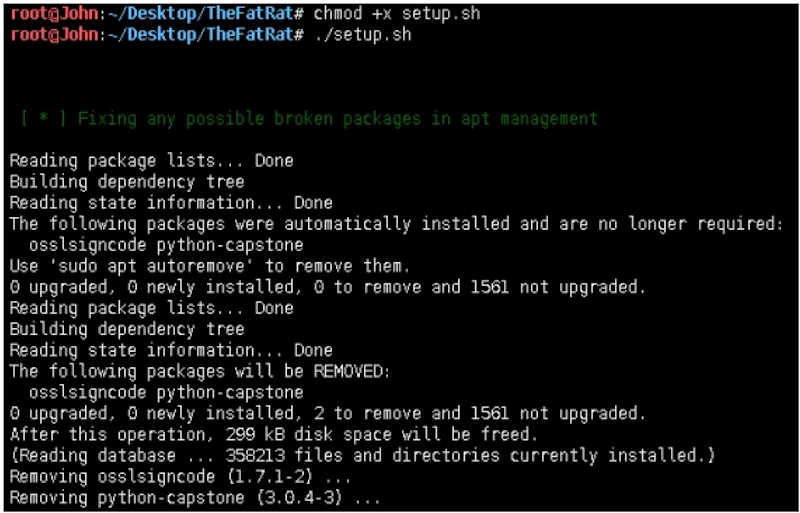 root@John:~/Desktop/TheFatRat# chmod +x setup.sh
root@John:~/Desktop/TheFatRat# ./setup.sh
[ * ] Fixing any possible broken packages in apt management
Reading package lists... Done
Building dependency tree
Reading state information... Done
The following packages were automatically installed and are no longer required:
osslsigncode python-capstone
Use 'sudo apt autoremove' to remove them.
0 upgraded, 0 newly installed, 0 to remove and 1561 not upgraded.
Reading package lists... Done
Building dependency tree
Reading state information... Done
The following packages will be REMOVED:
osslsigncode python-capstone
0 upgraded, 0 newly installed, 2 to remove and 1561 not upgraded.
After this operation, 299 kB disk space will be freed.
(Reading database ... 358213 files and directories currently installed.)
Removing osslsigncode (1.7.1-2) ...
Removing python-capstone (3.0.4-3) ...